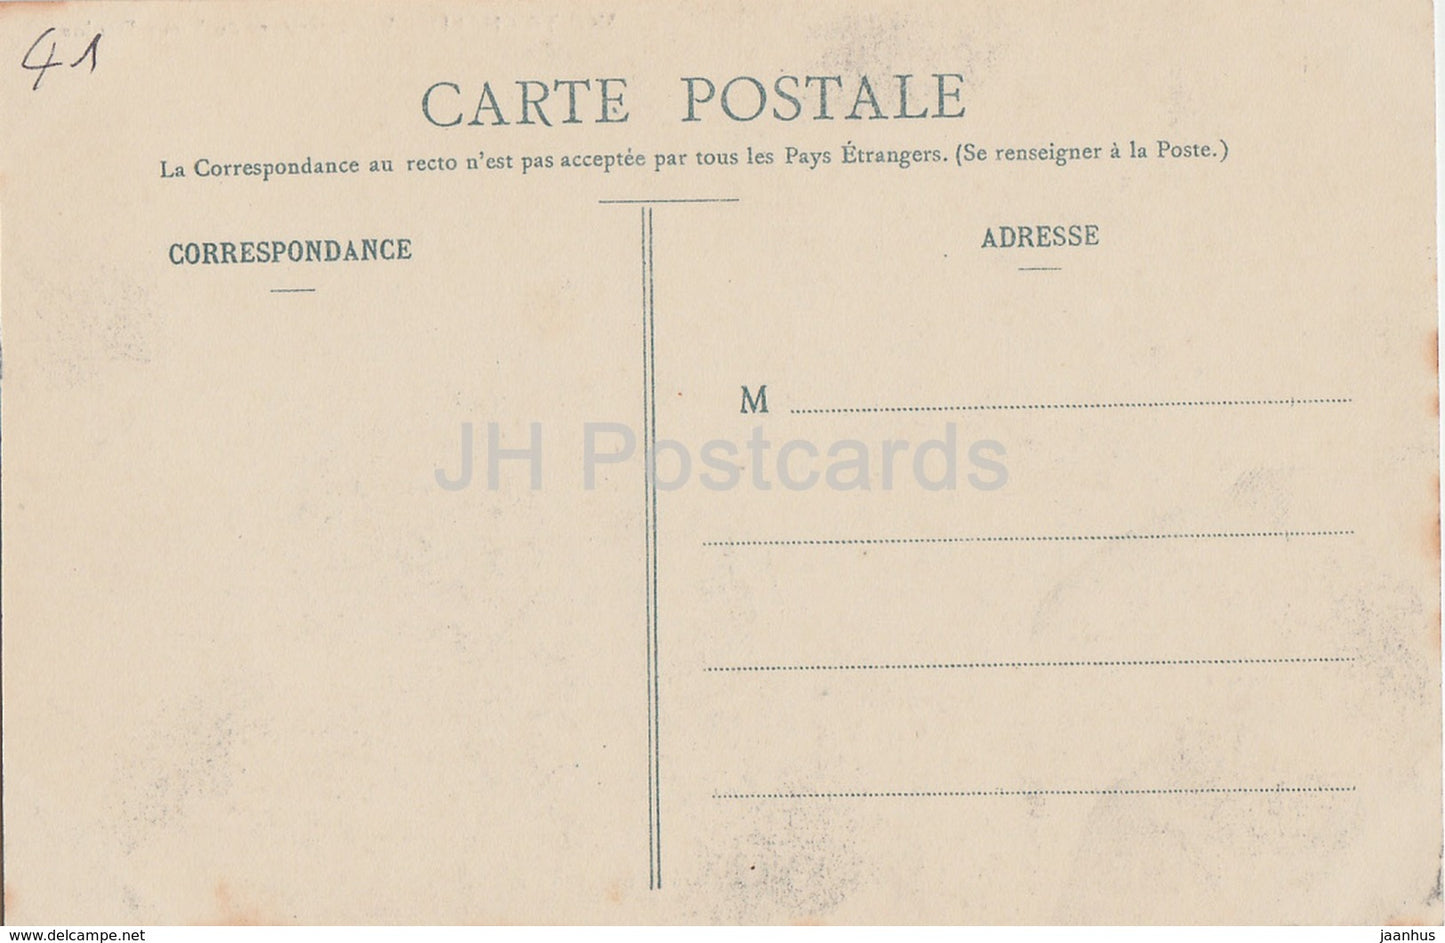 41
CARTE POSTALE
La Correspondance au recto n'est pas acceptée par tous les Pays Étrangers. (Se renseigner à la Poste.)
CORRESPONDANCE
ADRESSE
M
JH Postcards
www.delcampe.net
jaanhus